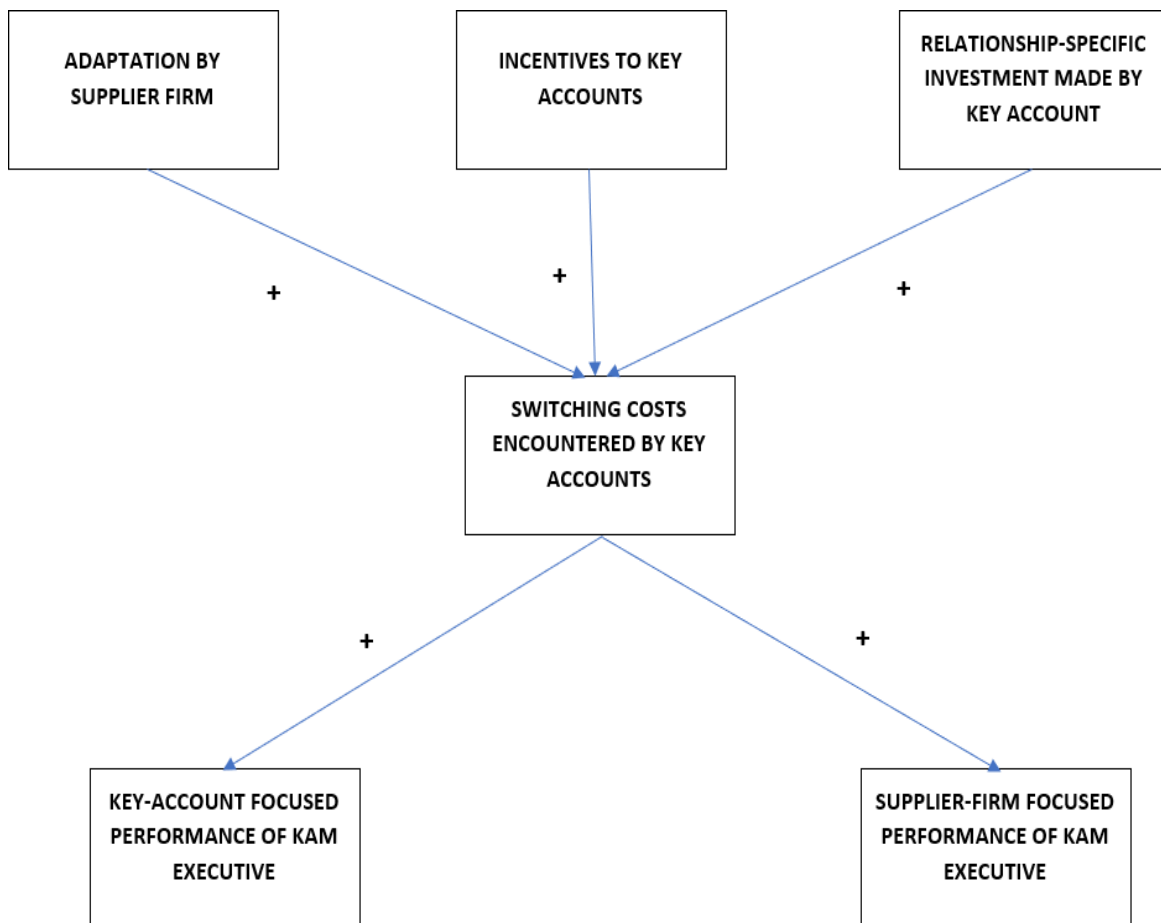 ADAPTATION BY
SUPPLIER FIRM
INCENTIVES TO KEY
ACCOUNTS
RELATIONSHIP-SPECIFIC
INVESTMENT MADE BY
KEY ACCOUNT
+
+
+
SWITCHING COSTS
ENCOUNTERED BY KEY
ACCOUNTS
+
+
KEY-ACCOUNT FOCUSED
PERFORMANCE OF KAM
EXECUTIVE
SUPPLIER-FIRM FOCUSED
PERFORMANCE OF KAM
EXECUTIVE